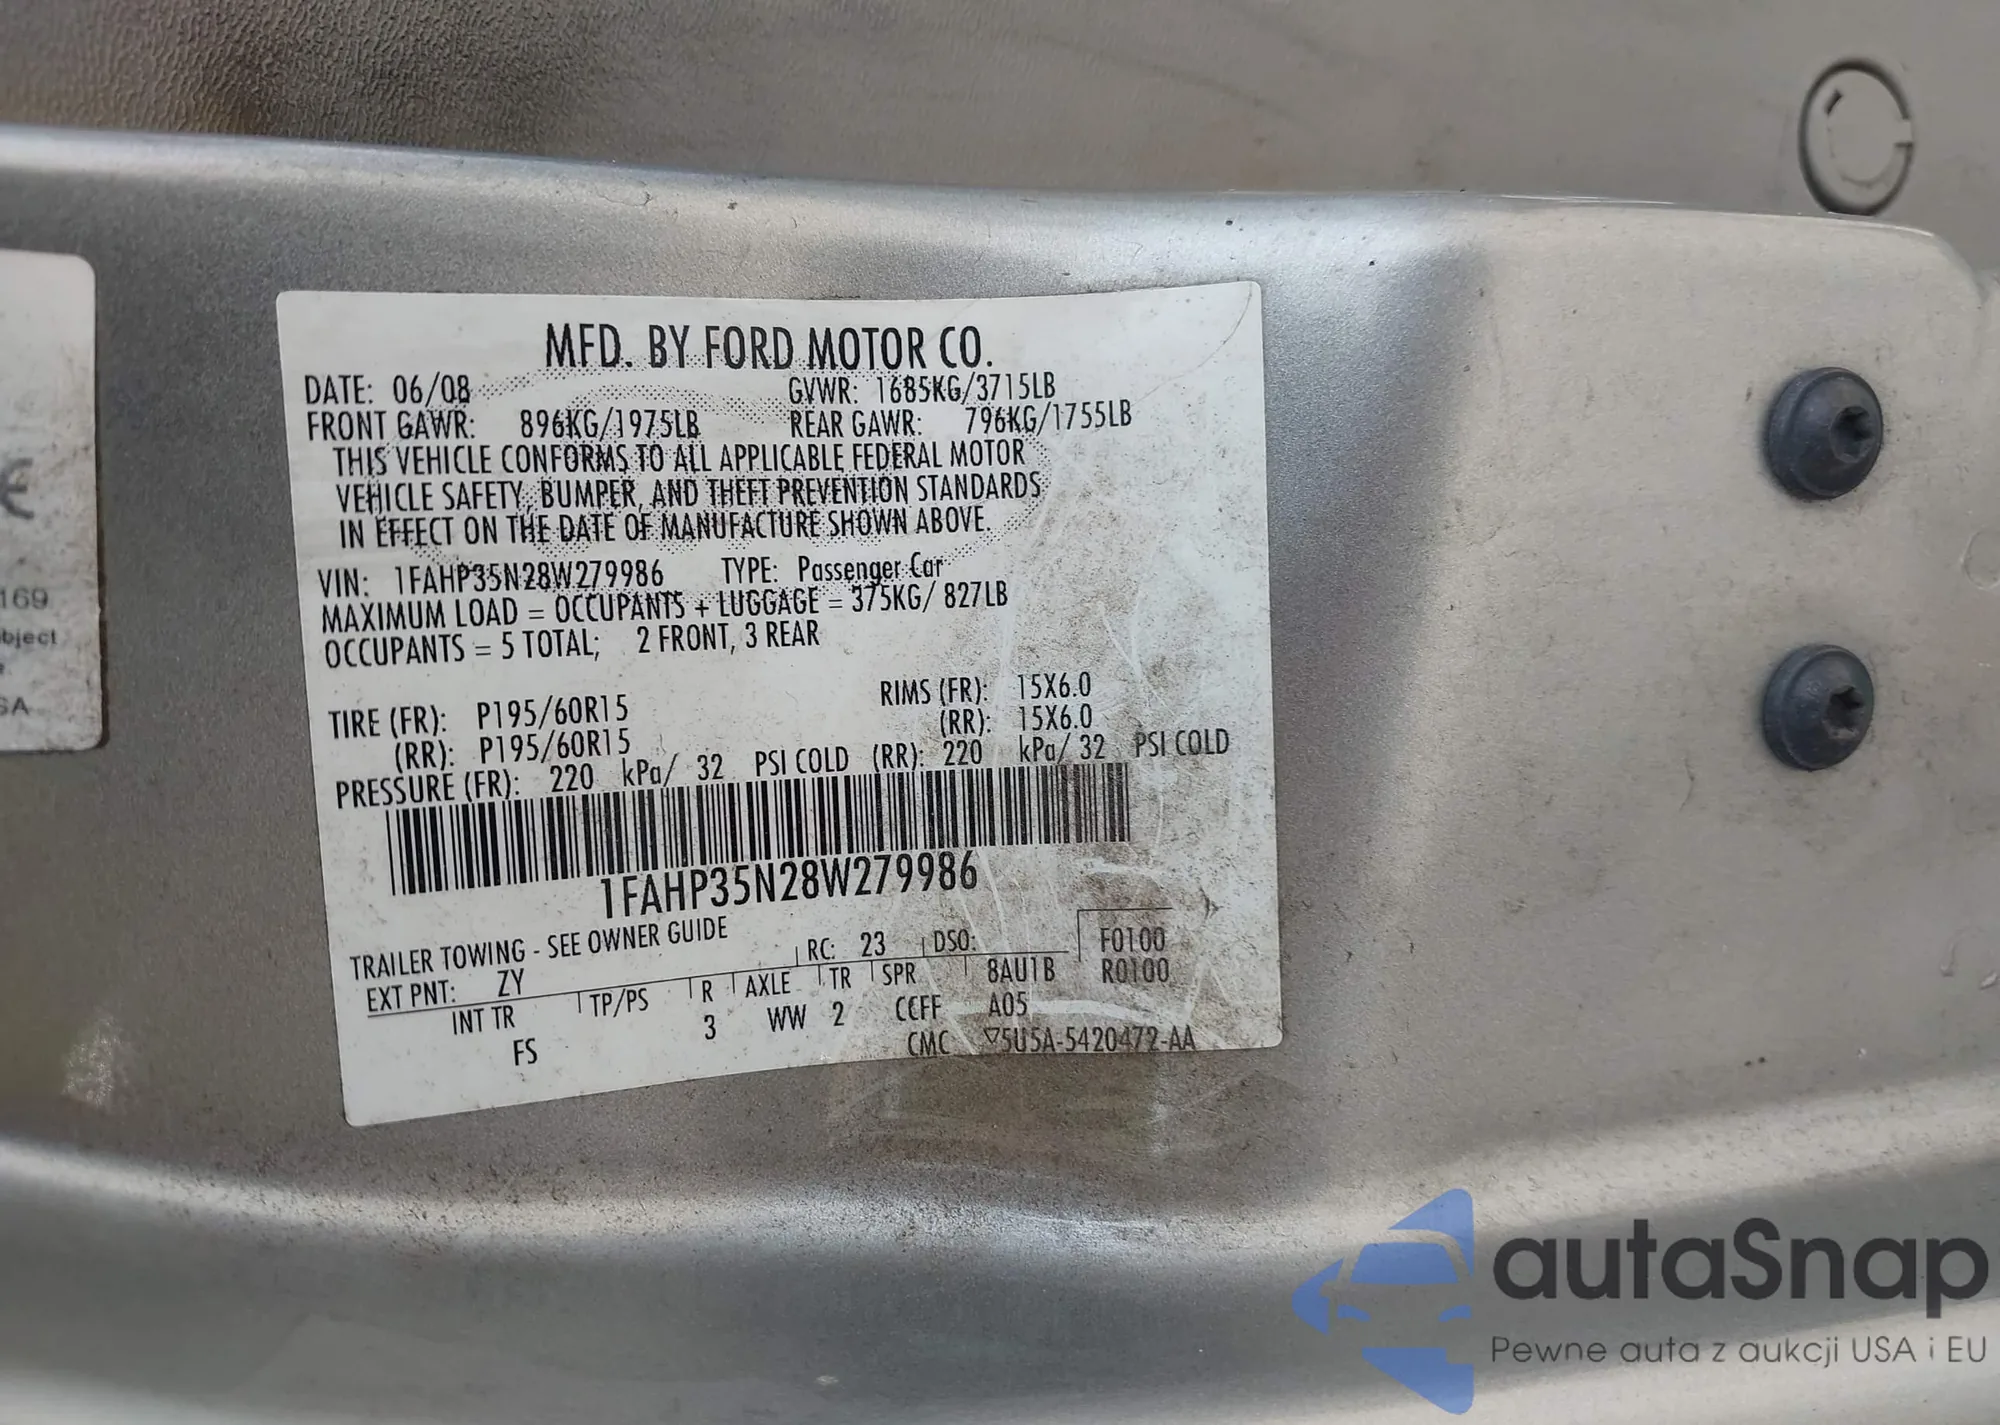 MFD. BY FORD MOTOR CO.
DATE: 06/08 GVWR: 1685KG/3715LB
FRONT GAWR: 896KG/1975LB REAR GAWR: 796KG/1755LB
THIS VEHICLE CONFORMS TO ALL APPLICABLE FEDERAL MOTOR
VEHICLE SAFETY, BUMPER, AND THEFT PREVENTION STANDARDS
IN EFFECT ON THE DATE OF MANUFACTURE SHOWN ABOVE.
VIN: 1FAHP35N28W279986 TYPE: Passenger Car
MAXIMUM LOAD = OCCUPANTS + LUGGAGE = 375KG/ 827LB
OCCUPANTS = 5 TOTAL; 2 FRONT, 3 REAR
TIRE (FR): P195/60R15 RIMS (FR): 15X6.0
(RR): P195/60R15 (RR): 15X6.0
PRESSURE (FR): 220 kPa/ 32 PSI COLD (RR): 220 kPa/ 32 PSI COLD
1FAHP35N28W279986
TRAILER TOWING - SEE OWNER GUIDE
EXT PNT: ZY RC: 23 DSO: F0100
INT TR TP/PS R AXLE TR SPR 8AU1B R0100
FS 3 WW 2 CCFF A05
CMC ▽5U5A-5420472-AA
169
bject
SA
autaSnap
Pewne auta z aukcji USA i EU